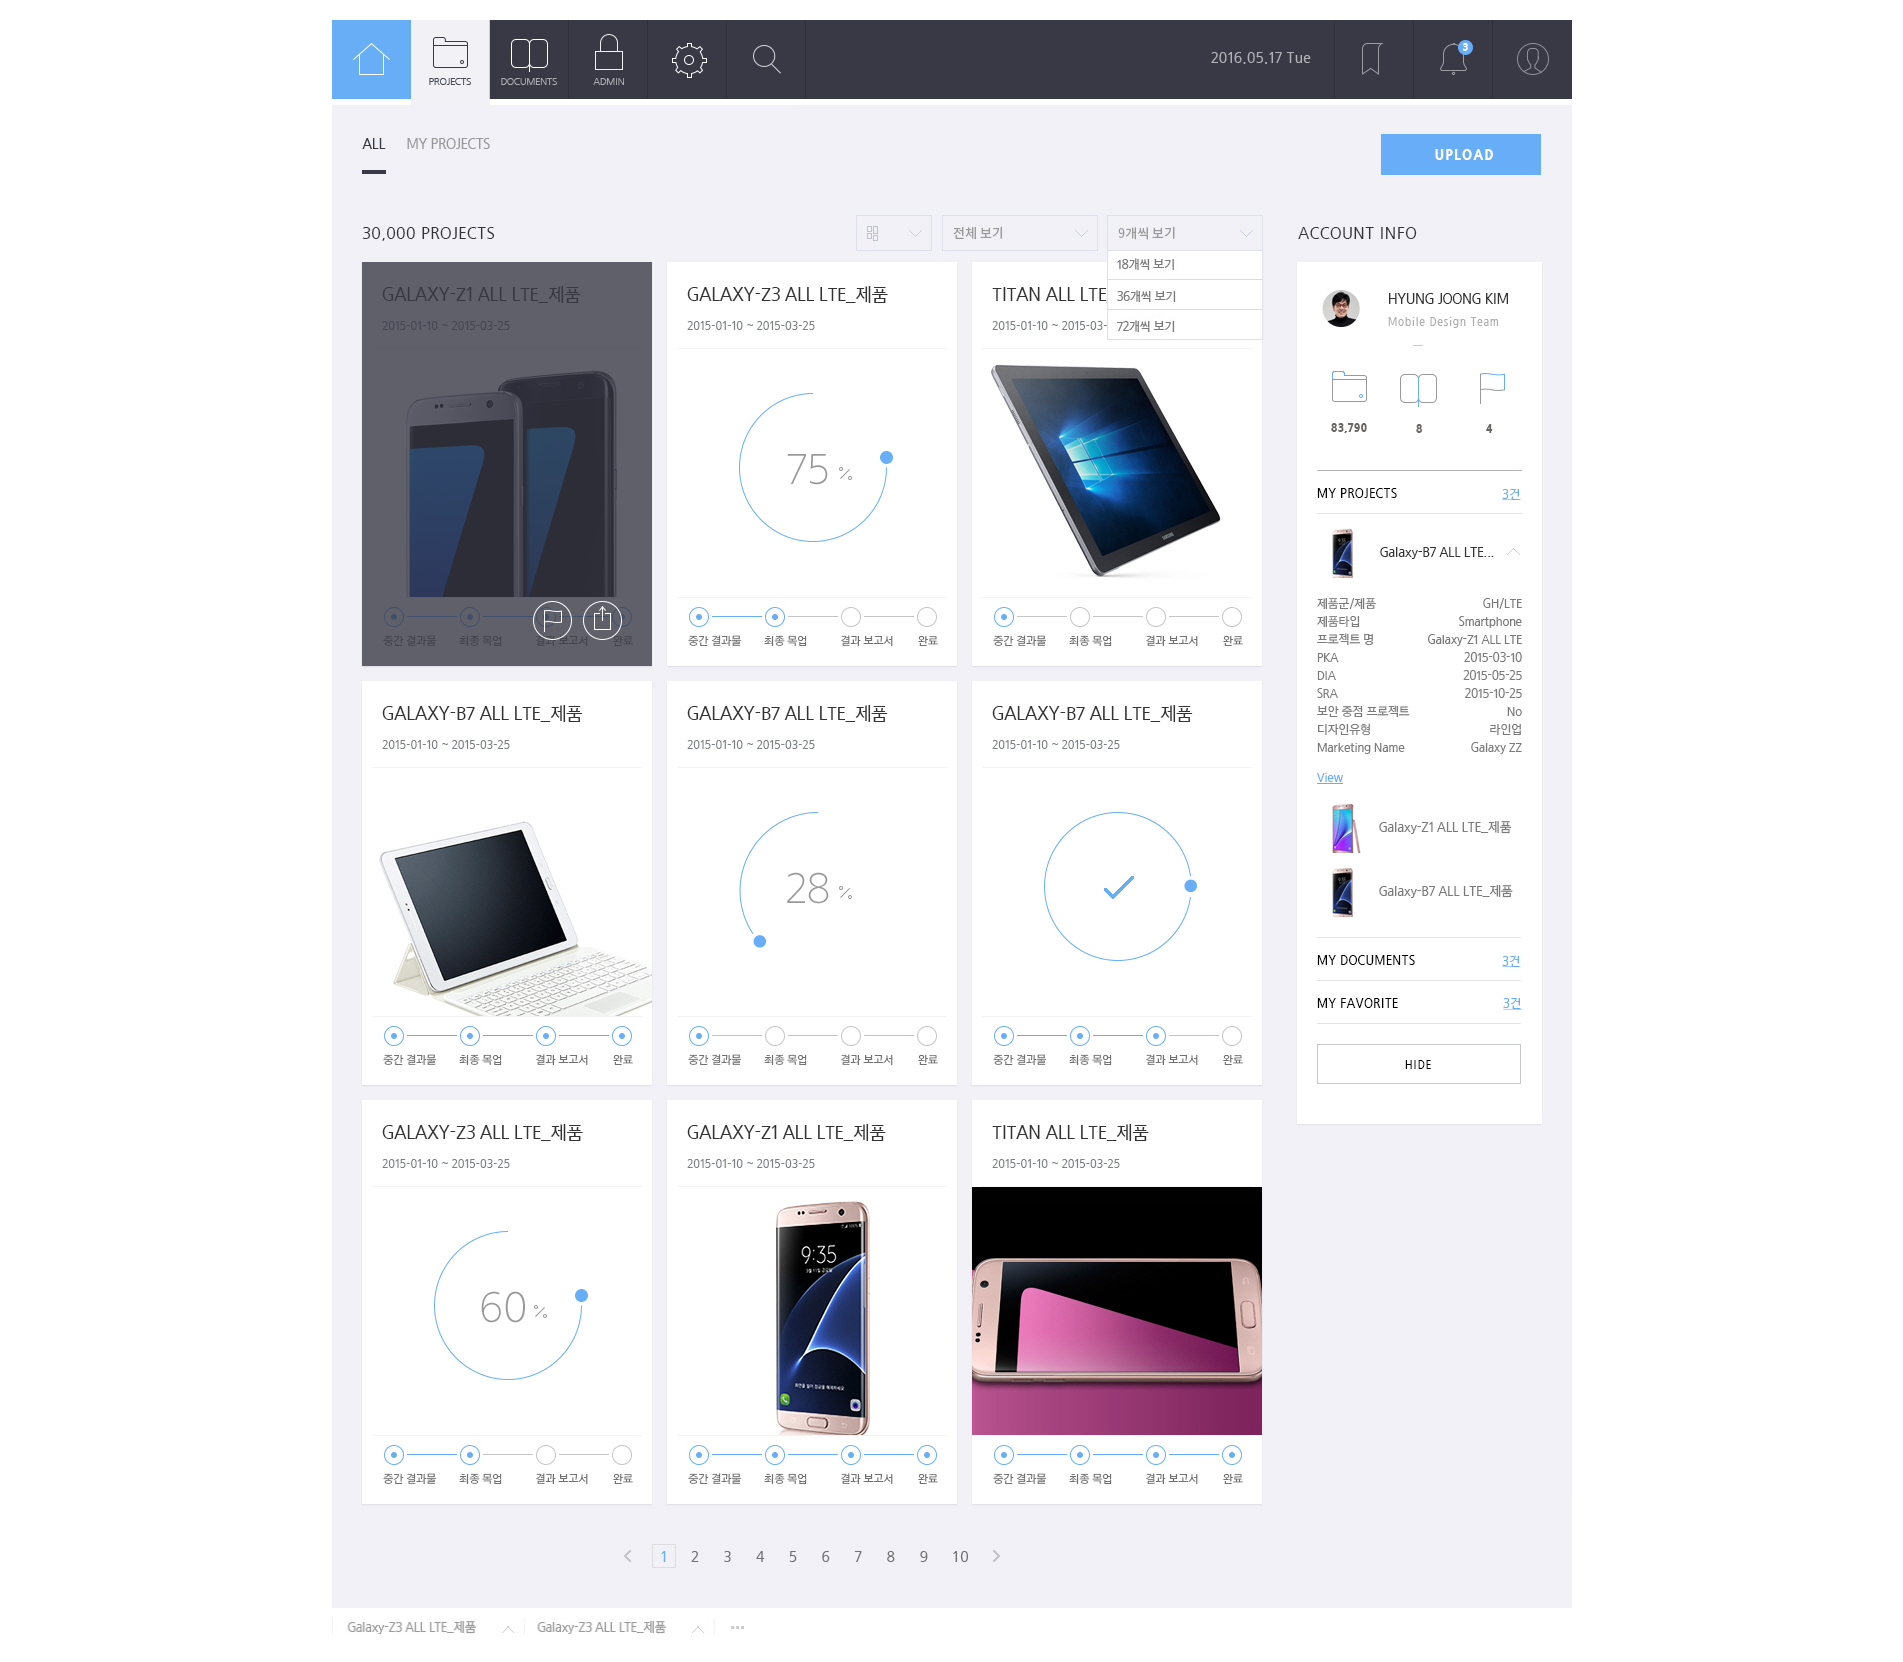 PROJECTS
DOCUMENTS
ADMIN
2016.05.17 Tue
3
ALL
MY PROJECTS
UPLOAD
30,000 PROJECTS
전체 보기
9개씩 보기
18개씩 보기
36개씩 보기
72개씩 보기
GALAXY-Z1 ALL LTE_제품
2015-01-10 ~ 2015-03-25
중간 결과물
최종 목업
결과 보고서
완료
GALAXY-Z3 ALL LTE_제품
2015-01-10 ~ 2015-03-25
75 %
중간 결과물
최종 목업
결과 보고서
완료
TITAN ALL LTE
2015-01-10 ~ 2015-03-
SAMSUNG
중간 결과물
최종 목업
결과 보고서
완료
GALAXY-B7 ALL LTE_제품
2015-01-10 ~ 2015-03-25
중간 결과물
최종 목업
결과 보고서
완료
GALAXY-B7 ALL LTE_제품
2015-01-10 ~ 2015-03-25
28 %
중간 결과물
최종 목업
결과 보고서
완료
GALAXY-B7 ALL LTE_제품
2015-01-10 ~ 2015-03-25
중간 결과물
최종 목업
결과 보고서
완료
GALAXY-Z3 ALL LTE_제품
2015-01-10 ~ 2015-03-25
60 %
중간 결과물
최종 목업
결과 보고서
완료
GALAXY-Z1 ALL LTE_제품
2015-01-10 ~ 2015-03-25
9:35
중간 결과물
최종 목업
결과 보고서
완료
TITAN ALL LTE_제품
2015-01-10 ~ 2015-03-25
중간 결과물
최종 목업
결과 보고서
완료
1 2 3 4 5 6 7 8 9 10
ACCOUNT INFO
HYUNG JOONG KIM
Mobile Design Team
83,790
8
4
MY PROJECTS 3건
Galaxy-B7 ALL LTE...
제품군/제품 GH/LTE
제품타입 Smartphone
프로젝트 명 Galaxy-Z1 ALL LTE
PKA 2015-03-10
DIA 2015-05-25
SRA 2015-10-25
보안 중점 프로젝트 No
디자인유형 라인업
Marketing Name Galaxy ZZ
View
Galaxy-Z1 ALL LTE_제품
Galaxy-B7 ALL LTE_제품
MY DOCUMENTS 3건
MY FAVORITE 3건
HIDE
Galaxy-Z3 ALL LTE_제품
Galaxy-Z3 ALL LTE_제품